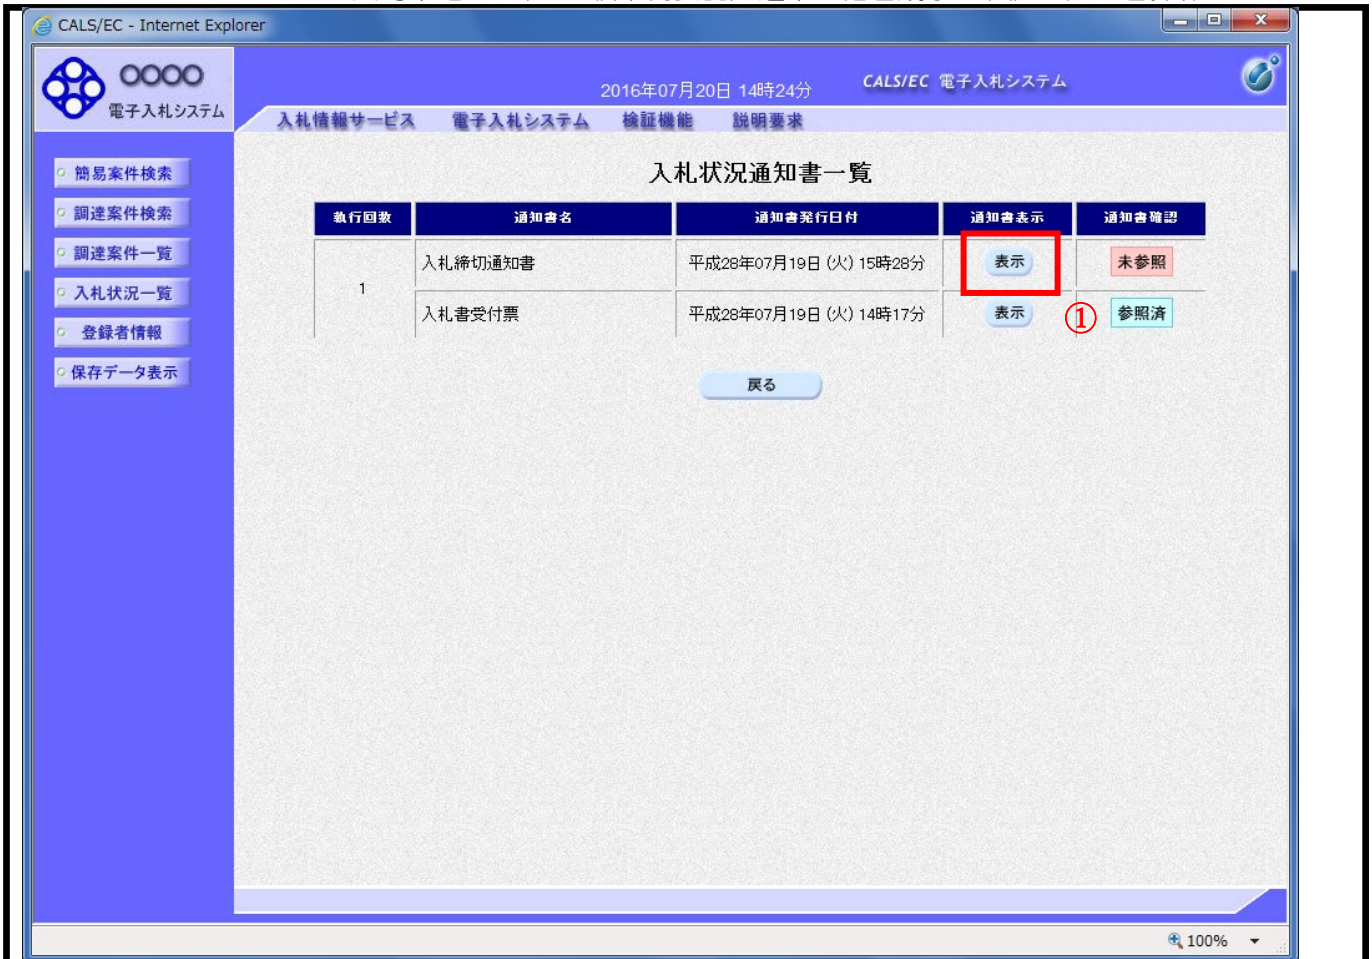 CALS/EC - Internet Explorer
OOOO
電子入札システム
2016年07月20日 14時24分
CALS/EC 電子入札システム
入札情報サービス 電子入札システム 検証機能 説明要求
簡易案件検索
調達案件検索
調達案件一覧
入札状況一覧
登録者情報
保存データ表示
入札状況通知書一覧
執行回数 通知書名 通知書発行日付 通知書表示 通知書確認
1
入札締切通知書 平成28年07月19日 (火) 15時28分 表示 未参照
入札書受付票 平成28年07月19日 (火) 14時17分 表示 ① 参照済
戻る
100%